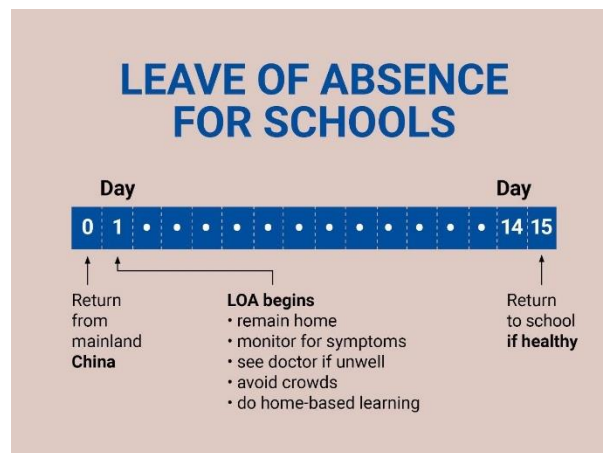 LEAVE OF ABSENCE
FOR SCHOOLS
Day
Day
0 1 • • • • • • • • • • • • 14 15
Return
from
mainland
China
LOA begins
• remain home
• monitor for symptoms
• see doctor if unwell
• avoid crowds
• do home-based learning
Return
to school
if healthy